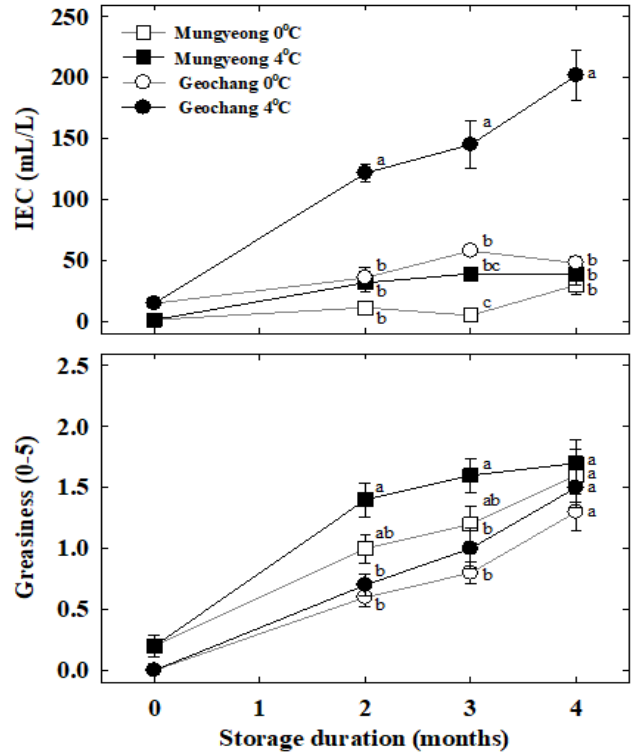 250
200
150
100
50
0
IEC (mL/L)
Mungyeong 0⁰C
Mungyeong 4⁰C
Geochang 0⁰C
Geochang 4⁰C
a
a
a
b
b
b
b
bc
c
b
b
b
2.5
2.0
1.5
1.0
0.5
0.0
Greasiness (0-5)
a
ab
b
b
a
ab
b
b
a
a
a
a
0
1
2
3
4
Storage duration (months)